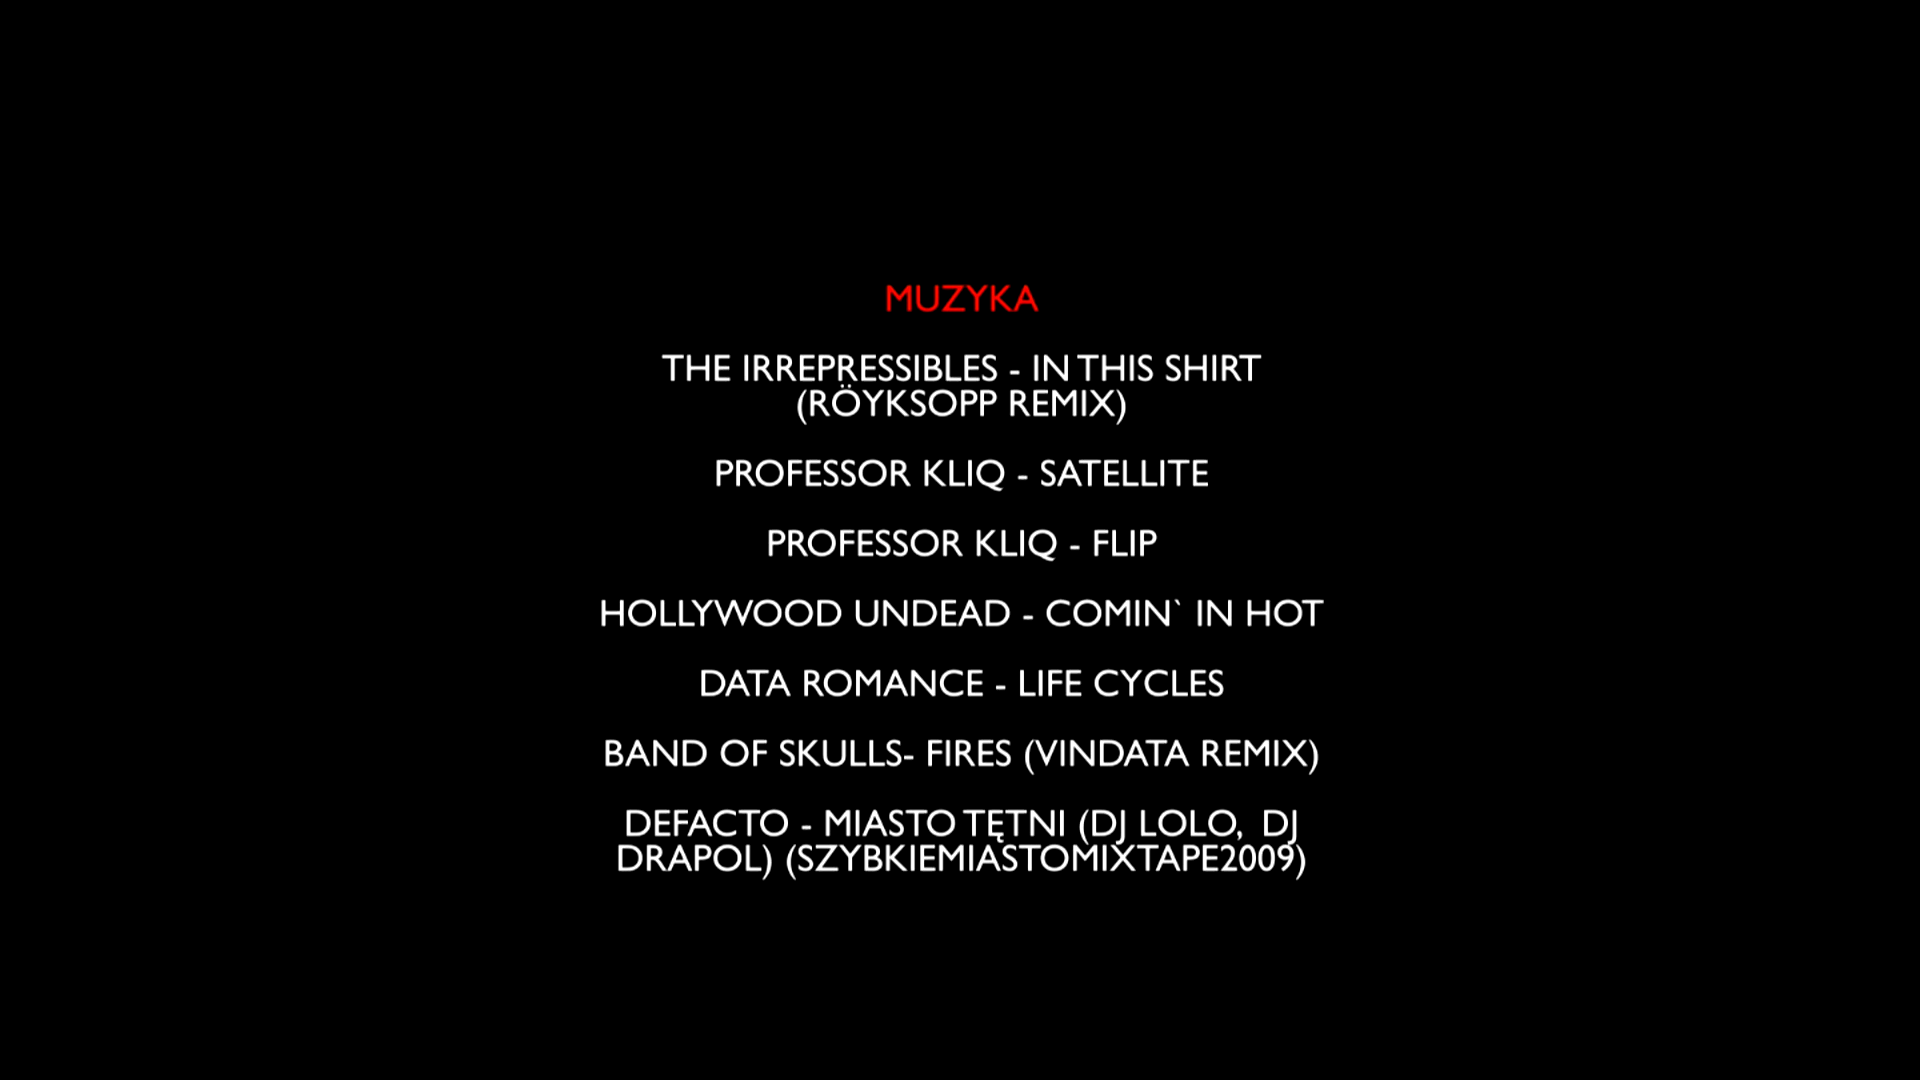 MUZYKA
THE IRREPRESSIBLES - IN THIS SHIRT
(RÖYKSOPP REMIX)
PROFESSOR KLIQ - SATELLITE
PROFESSOR KLIQ - FLIP
HOLLYWOOD UNDEAD - COMIN` IN HOT
DATA ROMANCE - LIFE CYCLES
BAND OF SKULLS- FIRES (VINDATA REMIX)
DEFACTO - MIASTO TĘTNI (DJ LOLO,  DJ
DRAPOL) (SZYBKIEMIASTOMIXTAPE2009)